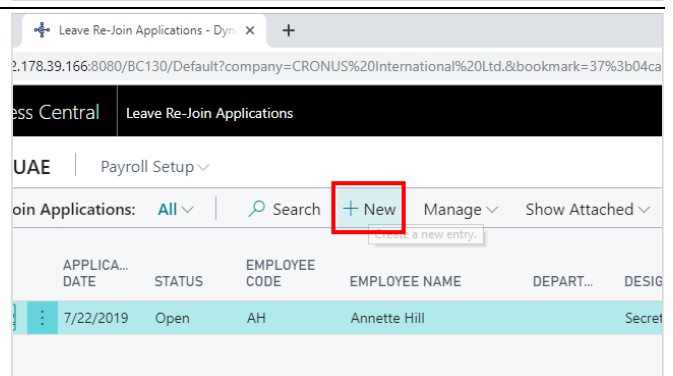 Leave Re-Join Applications - Dyn
2.178.39.166:8080/BC130/Default?company=CRONUS%20International%20Ltd.&bookmark=37%3b04ca
ess Central Leave Re-Join Applications
UAE Payroll Setup
oin Applications: All Search + New Manage Show Attached
Create a new entry.
APPLICA... DATE STATUS EMPLOYEE CODE EMPLOYEE NAME DEPART... DESIG
7/22/2019 Open AH Annette Hill Secret